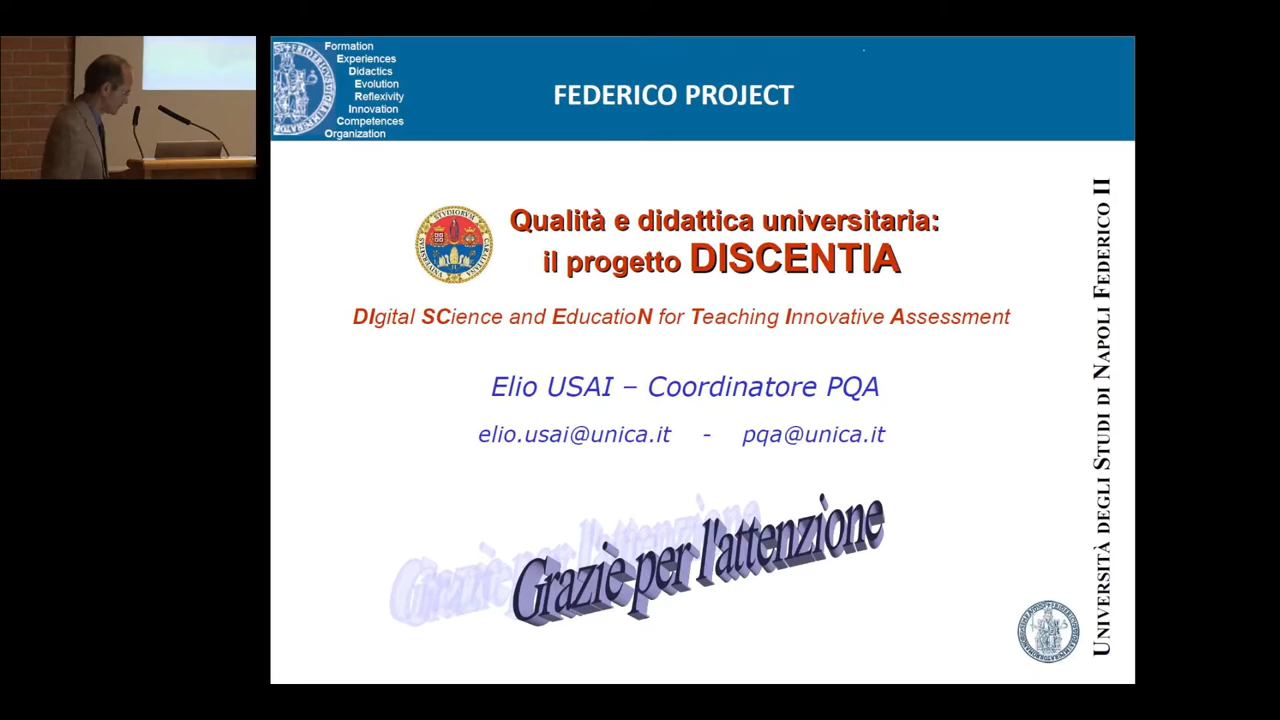 Formation
Experiences
Didactics
Evolution
Reflexivity
Innovation
Competences
Organization
FEDERICO PROJECT
Qualità e didattica universitaria:
il progetto DISCENTIA
DIgital SCience and EducatioN for Teaching Innovative Assessment
Elio USAI – Coordinatore PQA
elio.usai@unica.it - pqa@unica.it
Grazie per l'attenzione
UNIVERSITÀ DEGLI STUDI DI NAPOLI FEDERICO II